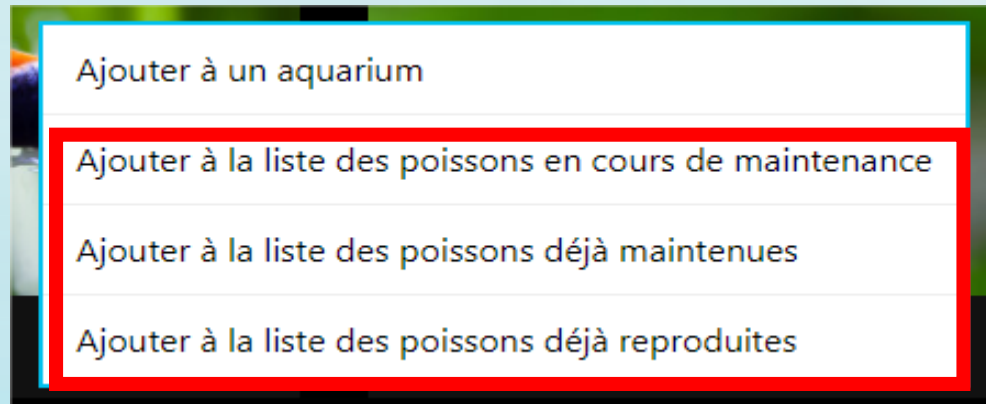 Ajouter à un aquarium
Ajouter à la liste des poissons en cours de maintenance
Ajouter à la liste des poissons déjà maintenues
Ajouter à la liste des poissons déjà reproduites